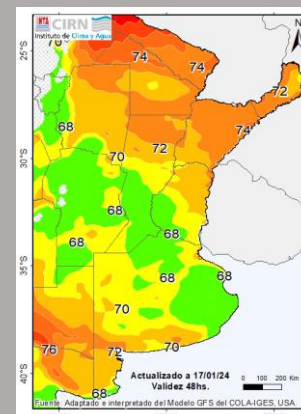 INTA CIRN
Instituto de Clima y Agua
N
25°S
70
74
74
72
68
74
30°S
70
72
68
68
35°S
68
68
68
70
76
72
70
40°S
68
Actualizado a 17/01/24
Validez 48hs.
0 100 200 Km
Fuente: Adaptado e interpretado del Modelo GFS del COLA-IGES, USA.